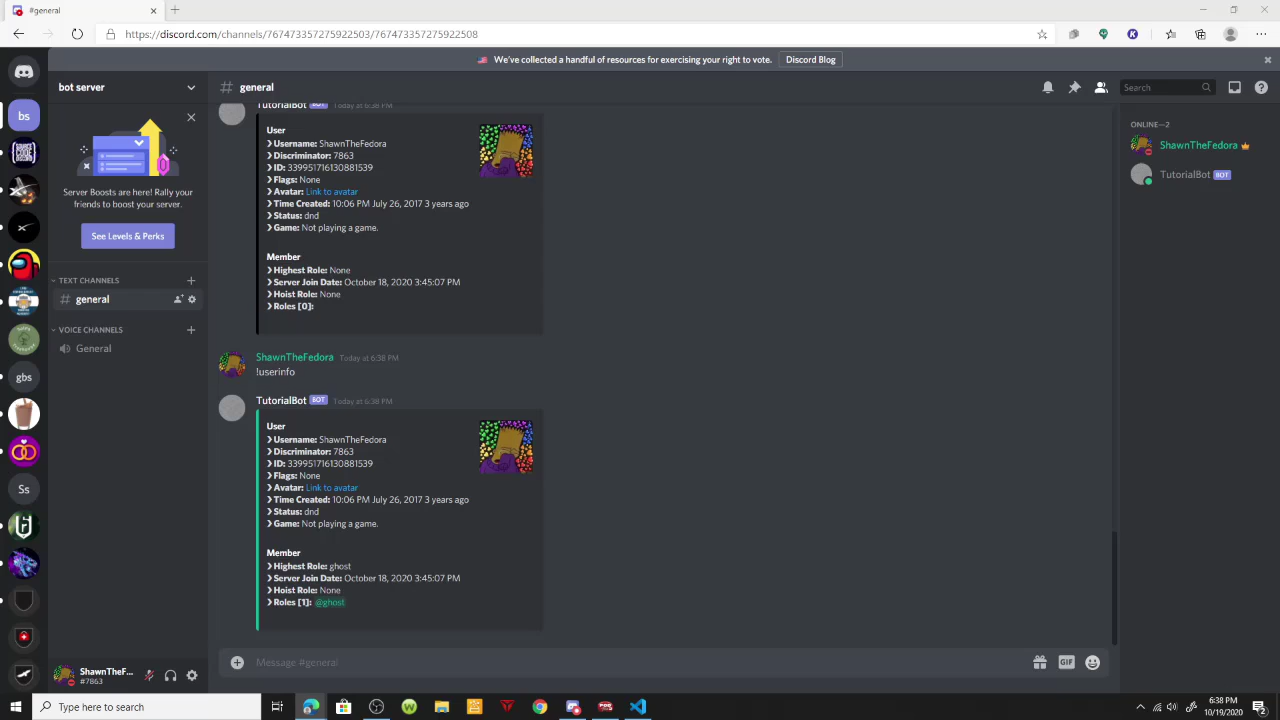 #general
https://discord.com/channels/767473357275922503/767473357275922508
We've collected a handful of resources for exercising your right to vote.
Discord Blog
bot server
general
Search
bs
Server Boosts are here! Rally your
friends to boost your server.
See Levels & Perks
TEXT CHANNELS
general
VOICE CHANNELS
General
gbs
Ss
TutorialBot BOT Today at 6:38 PM
User
Username: ShawnTheFedora
Discriminator: 7863
ID: 339951716130881539
Flags: None
Avatar: Link to avatar
Time Created: 10:06 PM July 26, 2017 3 years ago
Status: dnd
Game: Not playing a game.
Member
Highest Role: None
Server Join Date: October 18, 2020 3:45:07 PM
Hoist Role: None
Roles [0]:
ShawnTheFedora Today at 6:38 PM
!userinfo
TutorialBot BOT Today at 6:38 PM
User
Username: ShawnTheFedora
Discriminator: 7863
ID: 339951716130881539
Flags: None
Avatar: Link to avatar
Time Created: 10:06 PM July 26, 2017 3 years ago
Status: dnd
Game: Not playing a game.
Member
Highest Role: ghost
Server Join Date: October 18, 2020 3:45:07 PM
Hoist Role: None
Roles [1]: @ghost
Message #general
GIF
ONLINE—2
ShawnTheFedora
TutorialBot BOT
ShawnTheF...
#7863
Type here to search
6:38 PM
10/19/2020